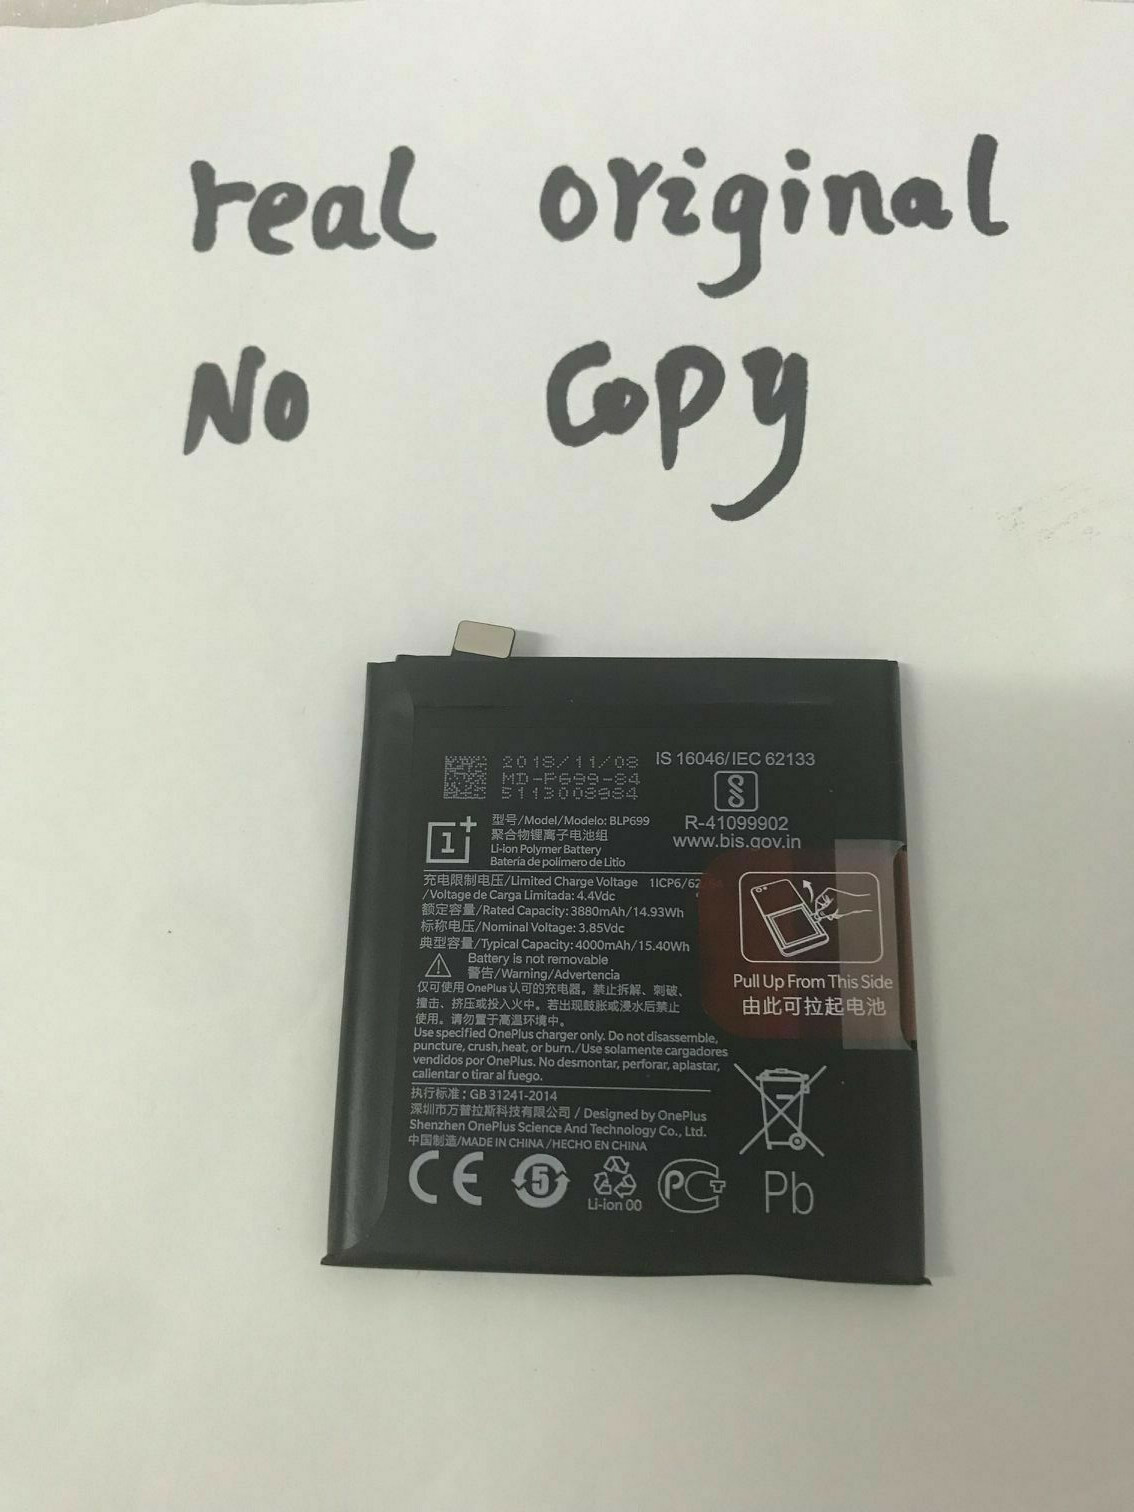 real original
No Copy
2018/11/08
MD-P699-84
5113008984
IS 16046/IEC 62133
R-41099902
www.bis.gov.in
1+
型号/Model/Modelo: BLP699
聚合物锂离子电池组
Li-ion Polymer Battery
Batería de polímero de Litio
充电限制电压/Limited Charge Voltage 1ICP6/62/
/Voltage de Carga Limitada: 4.4Vdc
额定容量/Rated Capacity: 3880mAh/14.93Wh
标称电压/Nominal Voltage: 3.85Vdc
典型容量/Typical Capacity: 4000mAh/15.40Wh
Battery is not removable
警告/Warning/Advertencia
仅可使用 OnePlus 认可的充电器。禁止拆解、刺破、
撞击、挤压或投入火中。若出现鼓胀或浸水后禁止
使用。请勿置于高温环境中。
Use specified OnePlus charger only. Do not disassemble,
puncture, crush,heat, or burn./Use solamente cargadores
vendidos por OnePlus. No desmontar, perforar, aplastar,
calientar o tirar al fuego.
执行标准: GB 31241-2014
深圳市万普拉斯科技有限公司 / Designed by OnePlus
Shenzhen OnePlus Science And Technology Co., Ltd.
中国制造/MADE IN CHINA /HECHO EN CHINA
Pull Up From This Side
由此可拉起电池
CE
5
Li-ion 00
PCT
Pb